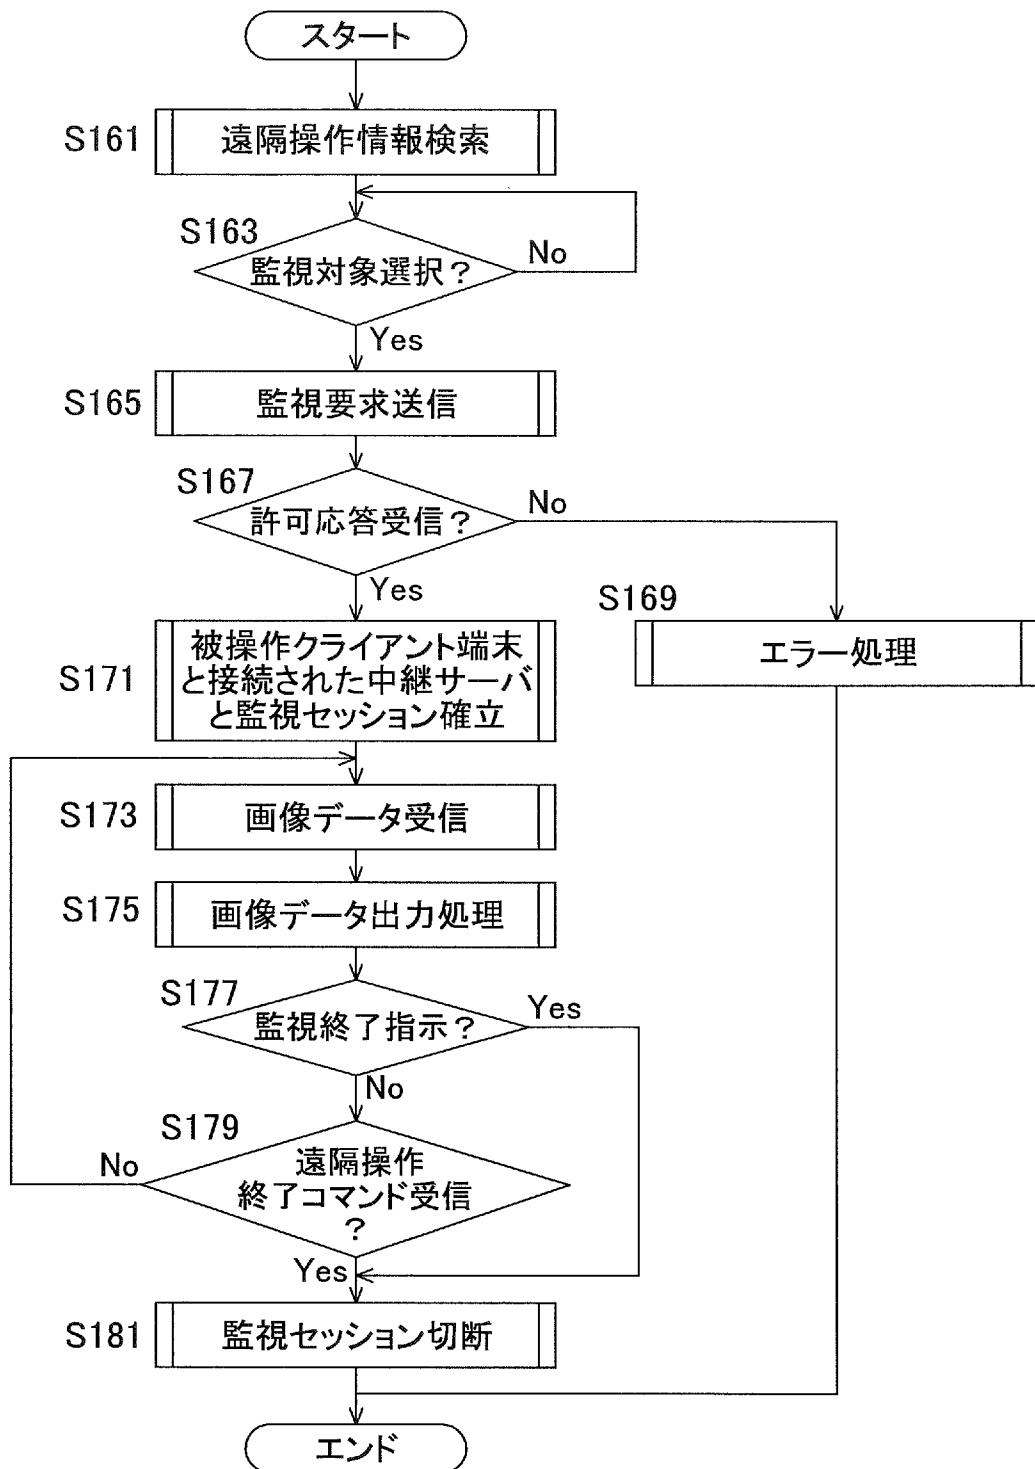 スタート
S161
遠隔操作情報検索
S163
監視対象選択?
No
Yes
S165
監視要求送信
S167
許可応答受信?
No
Yes
S169
エラー処理
S171
被操作クライアント端末
と接続された中継サーバ
と監視セッション確立
S173
画像データ受信
S175
画像データ出力処理
S177
監視終了指示?
Yes
No
S179
遠隔操作
終了コマンド受信
?
No
Yes
S181
監視セッション切断
エンド